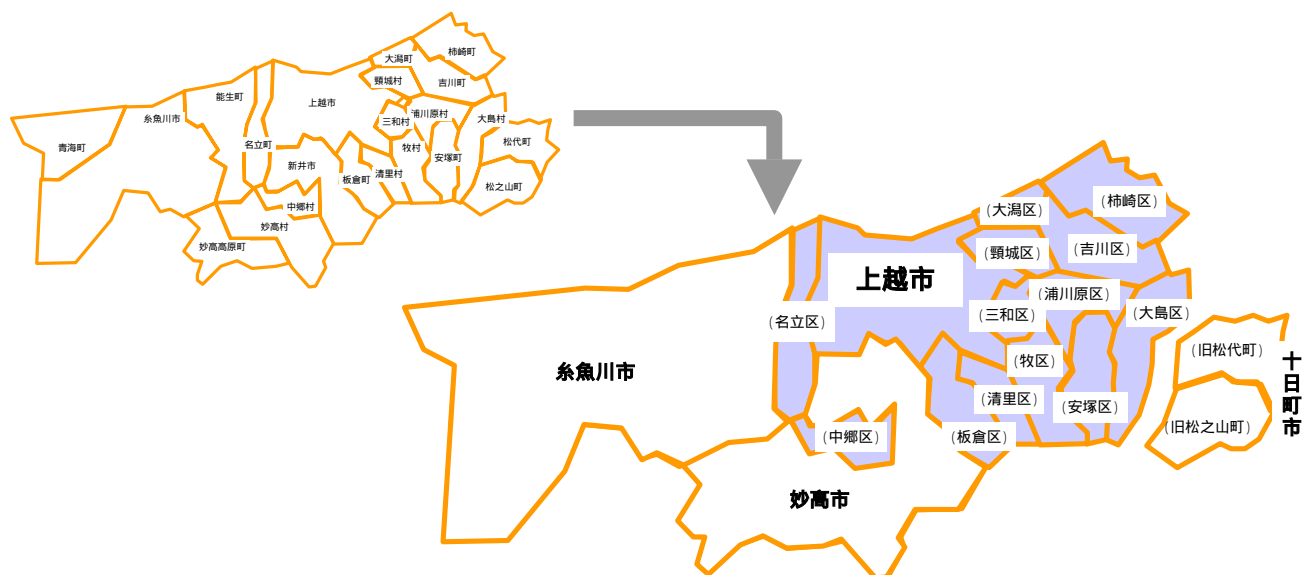 柿崎町
大潟町
頸城村
吉川町
能生町
上越市
糸魚川市
三和村
浦川原村
大島村
青海町
名立町
牧村
松代町
安塚町
新井市
板倉町
清里村
松之山町
中郷村
妙高村
妙高高原町
(大潟区)
(柿崎区)
(頸城区)
(吉川区)
上越市
(浦川原区)
(名立区)
(三和区)
(大島区)
(牧区)
(旧松代町)
糸魚川市
(清里区)
(安塚区)
十日町市
(旧松之山町)
(中郷区)
(板倉区)
妙高市